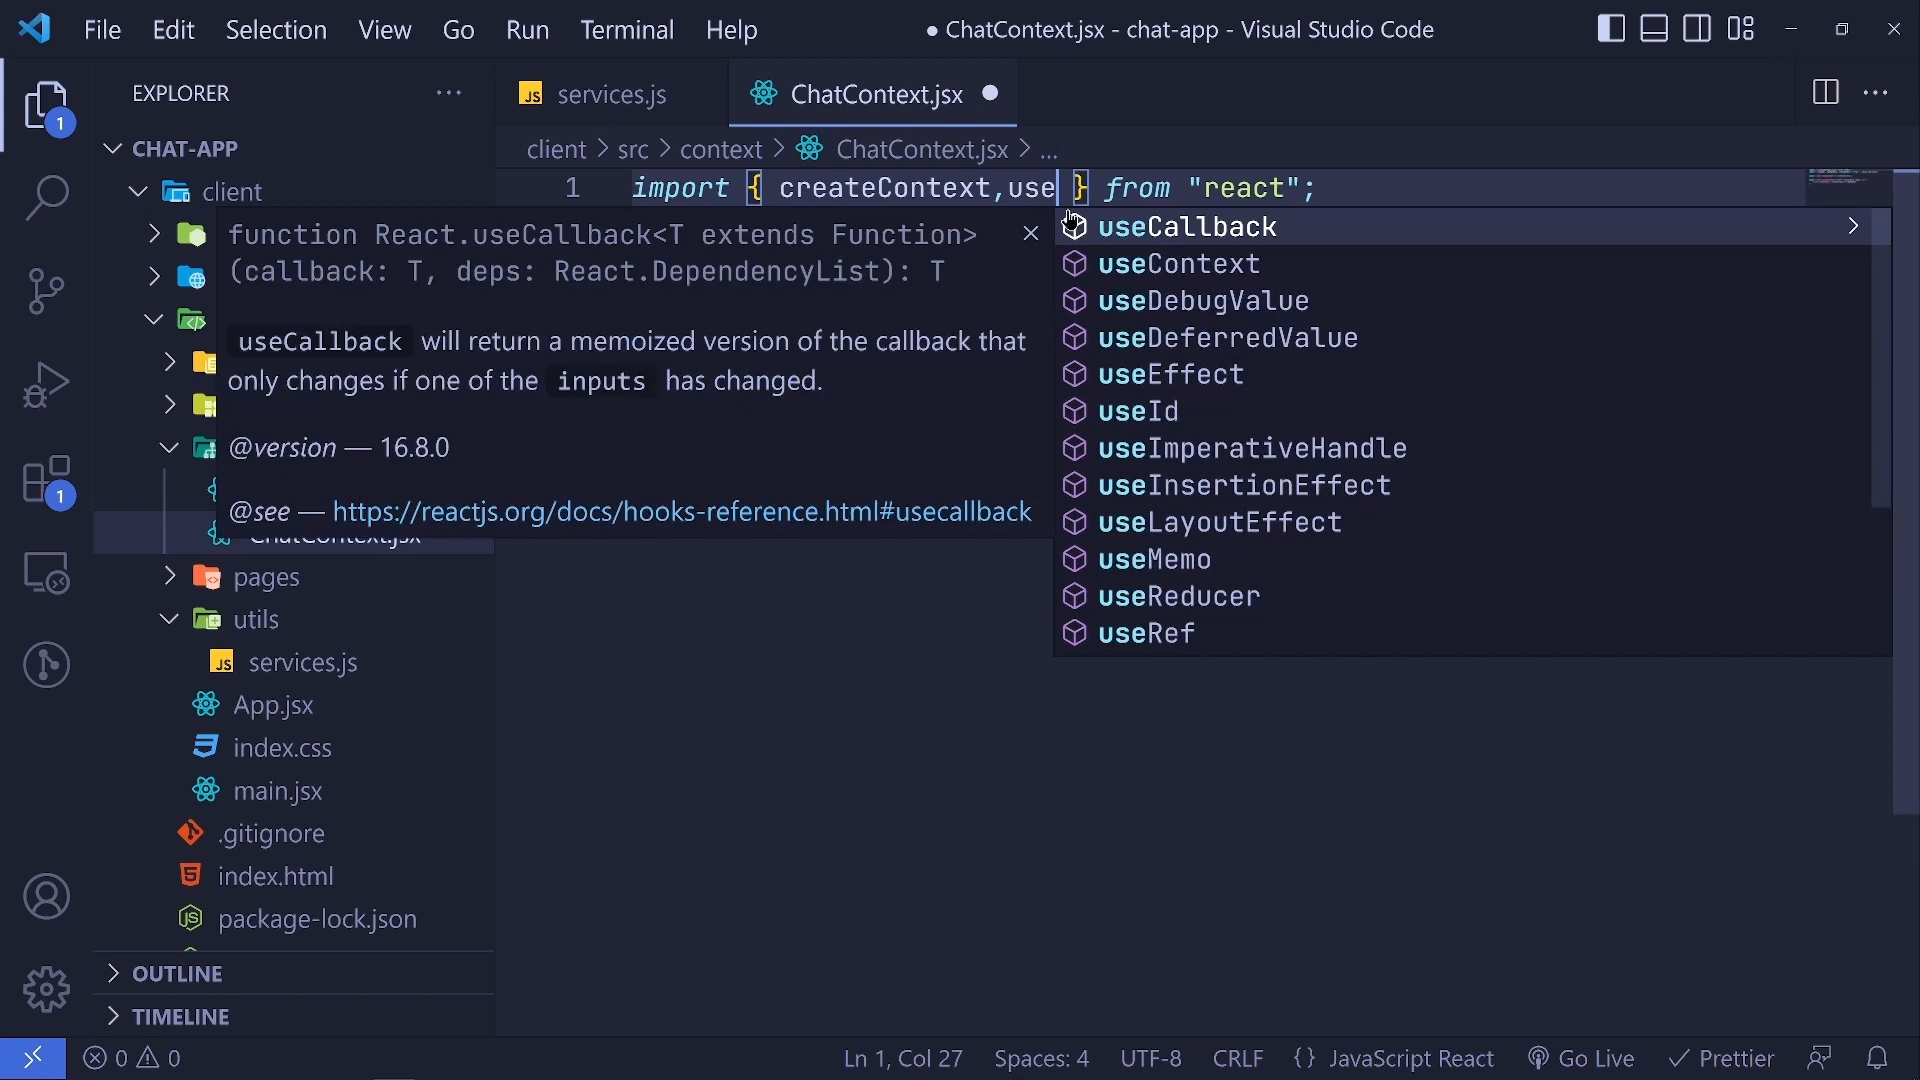 File Edit Selection View Go Run Terminal Help
● ChatContext.jsx - chat-app - Visual Studio Code
EXPLORER
services.js
ChatContext.jsx
client > src > context > ChatContext.jsx > ...
CHAT-APP
client
1 import { createContext,use } from "react";
function React.useCallback<T extends Function>
(callback: T, deps: React.DependencyList): T
useCallback will return a memoized version of the callback that
only changes if one of the inputs has changed.
@version — 16.8.0
@see — https://reactjs.org/docs/hooks-reference.html#usecallback
useCallback
useContext
useDebugValue
useDeferredValue
useEffect
useId
useImperativeHandle
useInsertionEffect
useLayoutEffect
useMemo
useReducer
useRef
1
1
ChatContext.jsx
pages
utils
JS services.js
App.jsx
index.css
main.jsx
.gitignore
index.html
package-lock.json
OUTLINE
TIMELINE
0 0
Ln 1, Col 27 Spaces: 4 UTF-8 CRLF {} JavaScript React Go Live Prettier